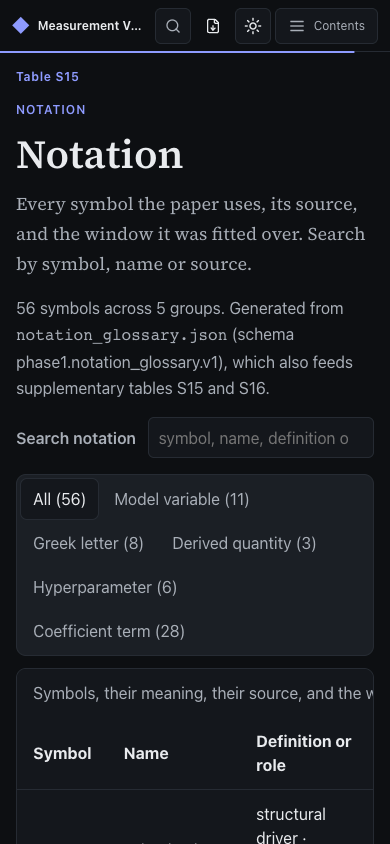 Measurement V...
Contents
Table S15
NOTATION
Notation
Every symbol the paper uses, its source,
and the window it was fitted over. Search
by symbol, name or source.
56 symbols across 5 groups. Generated from
notation_glossary.json (schema
phase1.notation_glossary.v1), which also feeds
supplementary tables S15 and S16.
Search notation
symbol, name, definition o
All (56)
Model variable (11)
Greek letter (8)
Derived quantity (3)
Hyperparameter (6)
Coefficient term (28)
Symbols, their meaning, their source, and the w
Symbol
Name
Definition or
role
structural
driver ·